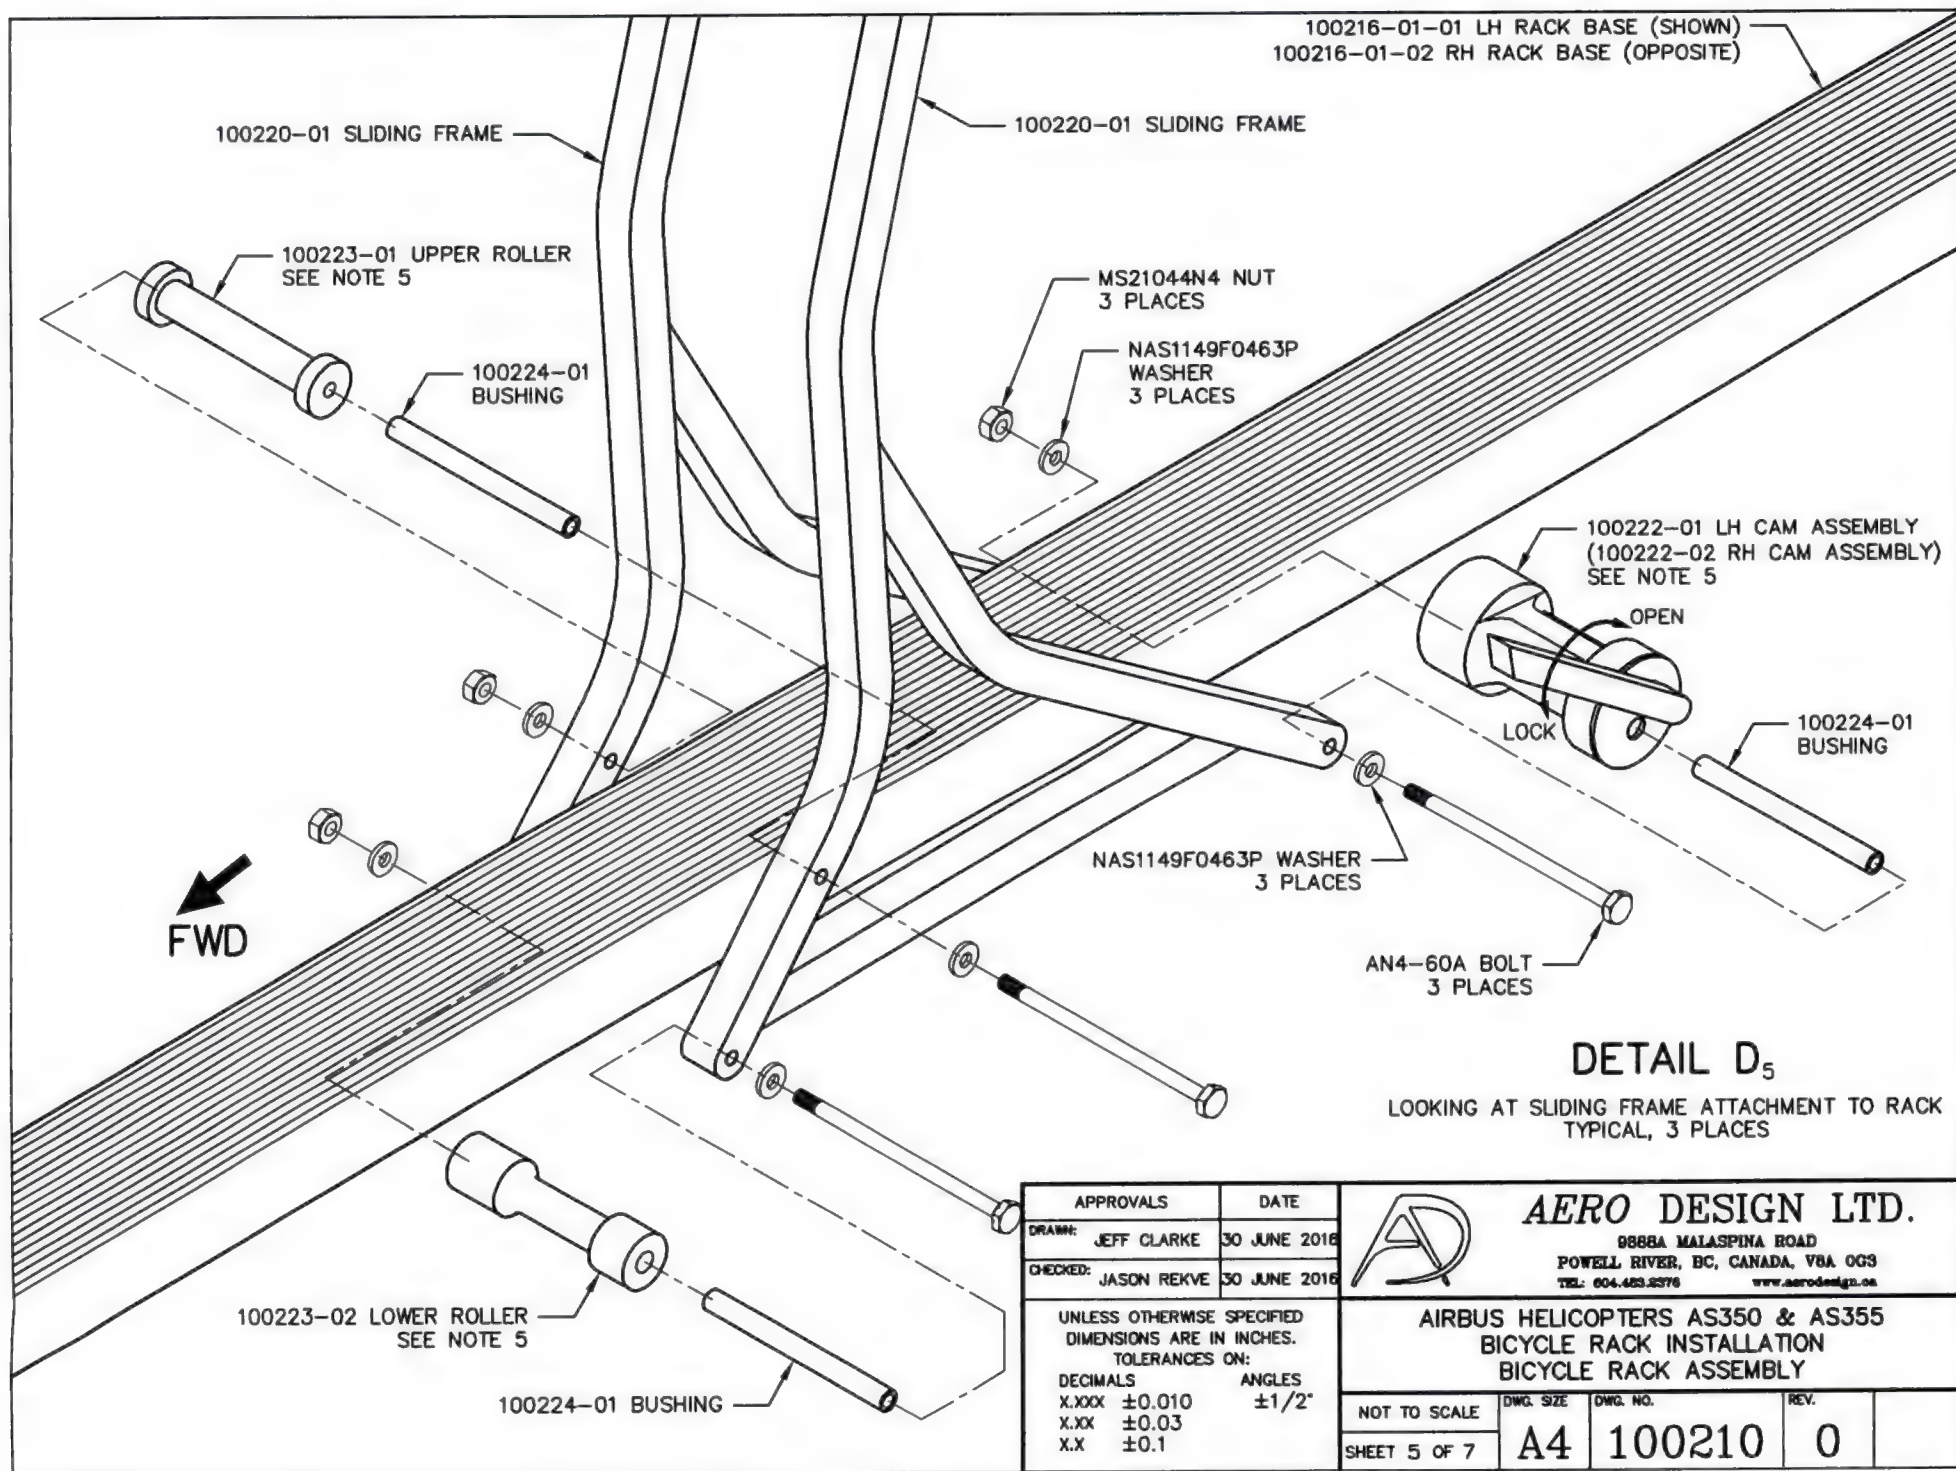 100216-01-01 LH RACK BASE (SHOWN)
100216-01-02 RH RACK BASE (OPPOSITE)
100220-01 SLIDING FRAME
100220-01 SLIDING FRAME
100223-01 UPPER ROLLER
SEE NOTE 5
100224-01
BUSHING
MS21044N4 NUT
3 PLACES
NAS1149F0463P
WASHER
3 PLACES
100222-01 LH CAM ASSEMBLY
(100222-02 RH CAM ASSEMBLY)
SEE NOTE 5
OPEN
LOCK
100224-01
BUSHING
NAS1149F0463P WASHER
3 PLACES
AN4-60A BOLT
3 PLACES
FWD
100223-02 LOWER ROLLER
SEE NOTE 5
100224-01 BUSHING
DETAIL D5
LOOKING AT SLIDING FRAME ATTACHMENT TO RACK
TYPICAL, 3 PLACES
APPROVALS DATE
DRAWN: JEFF CLARKE 30 JUNE 2016
CHECKED: JASON REKVE 30 JUNE 2016
UNLESS OTHERWISE SPECIFIED
DIMENSIONS ARE IN INCHES.
TOLERANCES ON:
DECIMALS ANGLES
X.XXX ±0.010 ±1/2°
X.XX ±0.03
X.X ±0.1
AD
AERO DESIGN LTD.
9888A MALASPINA ROAD
POWELL RIVER, BC, CANADA, V8A 0G3
TEL: 604.483.2376 www.aerodesign.ca
AIRBUS HELICOPTERS AS350 & AS355
BICYCLE RACK INSTALLATION
BICYCLE RACK ASSEMBLY
NOT TO SCALE
SHEET 5 OF 7
DWG. SIZE
A4
DWG. NO.
100210
REV.
0